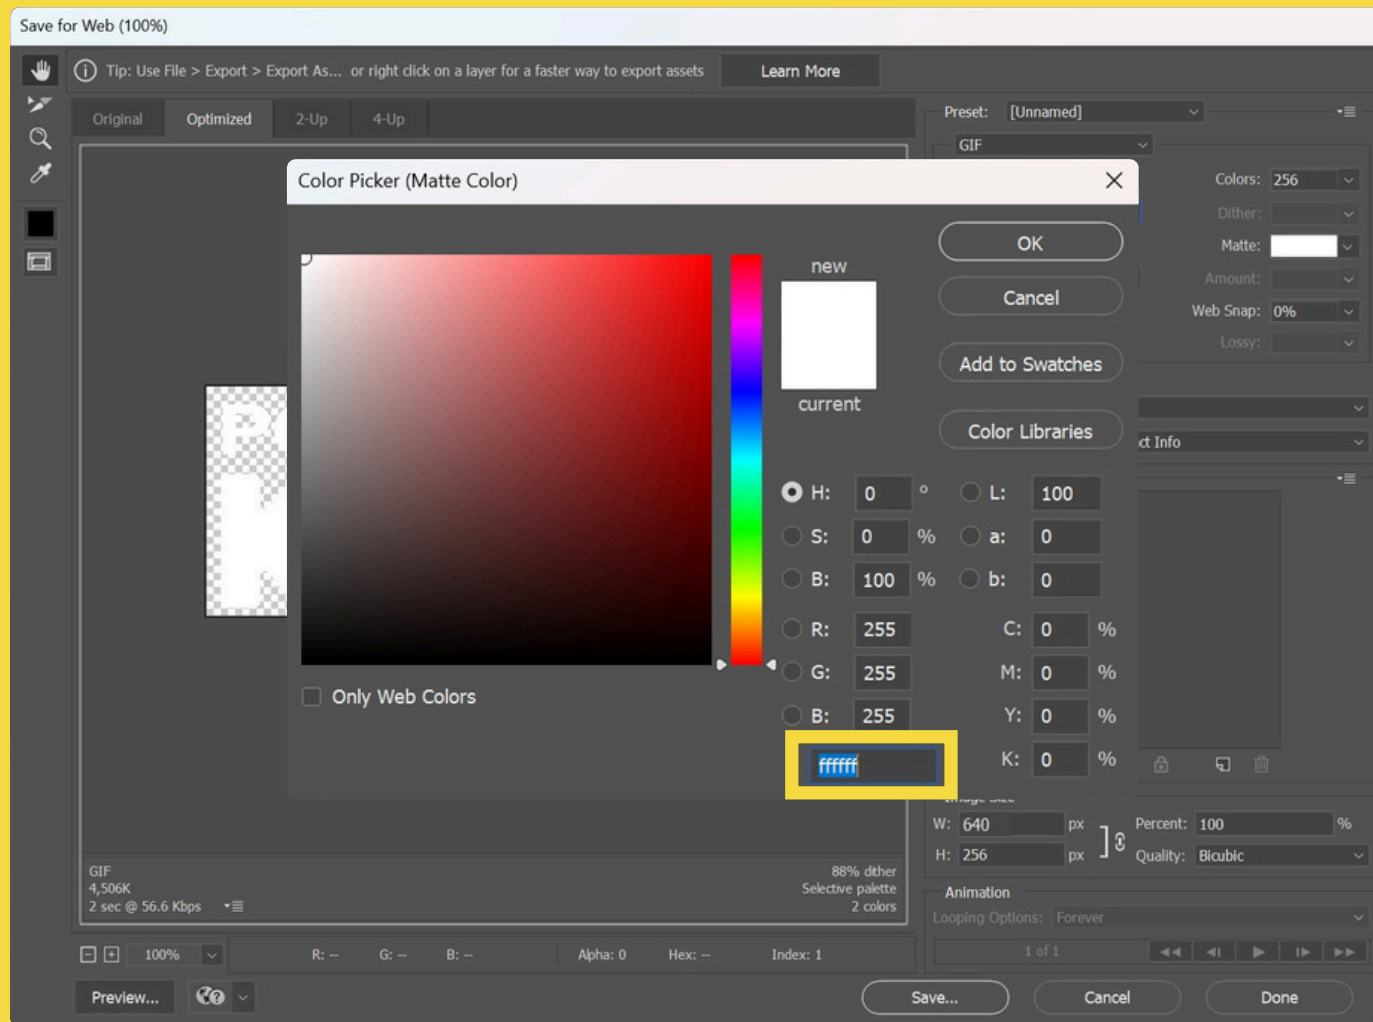 Save for Web (100%)
Tip: Use File > Export > Export As... or right click on a layer for a faster way to export assets
Learn More
Original
Optimized
2-Up
4-Up
Preset: [Unnamed]
GIF
Colors: 256
Dither:
Matte:
Amount:
Web Snap: 0%
Lossy:
ct Info
Color Picker (Matte Color)
new
current
OK
Cancel
Add to Swatches
Color Libraries
H: 0 °
L: 100
S: 0 %
a: 0
B: 100 %
b: 0
R: 255
C: 0 %
G: 255
M: 0 %
B: 255
Y: 0 %
ffffff
K: 0 %
Only Web Colors
Image Size
W: 640 px
Percent: 100 %
H: 256 px
Quality: Bicubic
GIF
4,506K
2 sec @ 56.6 Kbps
88% dither
Selective palette
2 colors
Animation
Looping Options: Forever
1 of 1
100%
R: --
G: --
B: --
Alpha: 0
Hex: --
Index: 1
Preview...
Save...
Cancel
Done